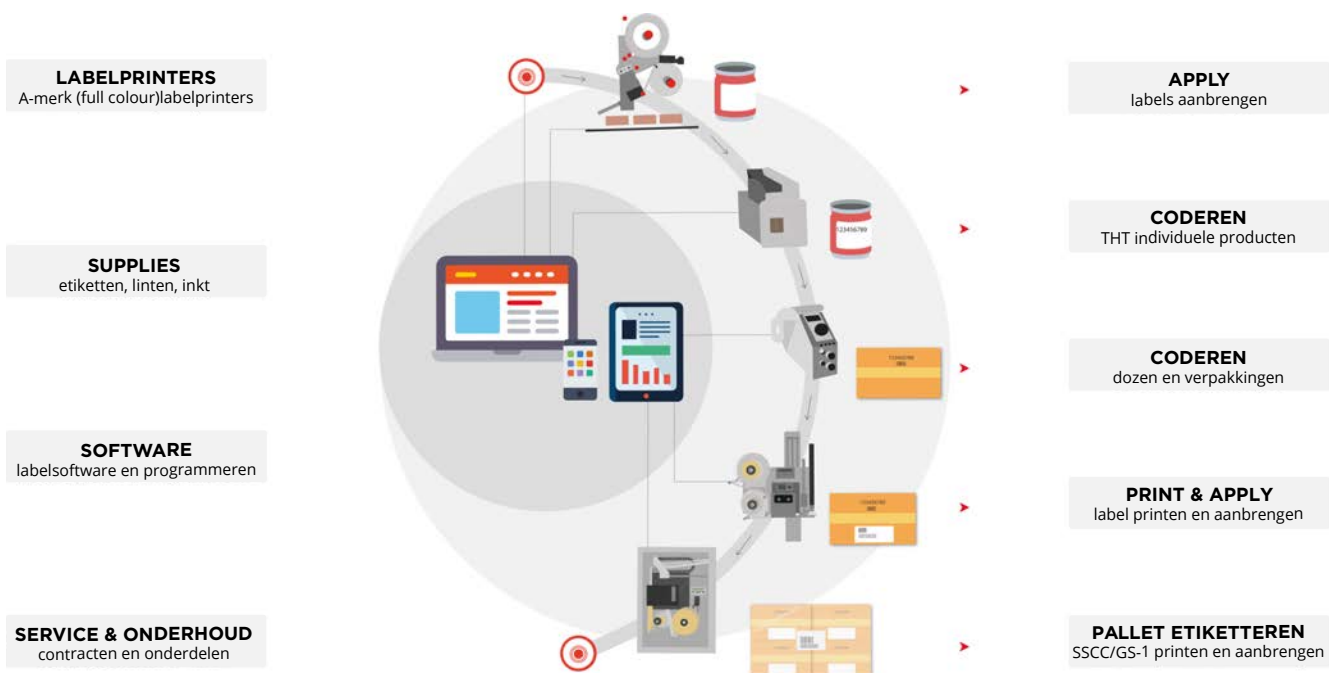 LABELPRINTERS
A-merk (full colour)labelprinters
SUPPLIES
etiketten, linten, inkt
SOFTWARE
labelsoftware en programmeren
SERVICE & ONDERHOUD
contracten en onderdelen
123456789
APPLY
labels aanbrengen
CODEREN
THT individuele producten
CODEREN
dozen en verpakkingen
PRINT & APPLY
label printen en aanbrengen
PALLET ETIKETTEREN
SSCC/GS-1 printen en aanbrengen